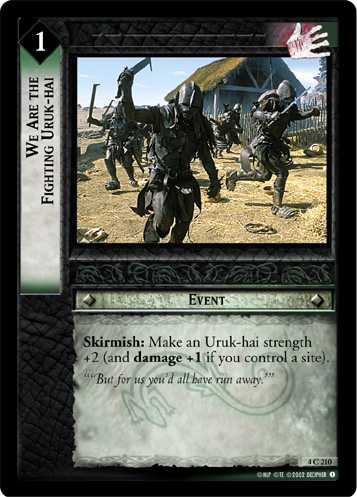 1
We Are the
Fighting Uruk-hai
Event
Skirmish: Make an Uruk-hai strength
+2 (and damage +1 if you control a site).
““But for us you’d all have run away.’”
4 C 210
©NLP ©TE ©2002 DECIPHER